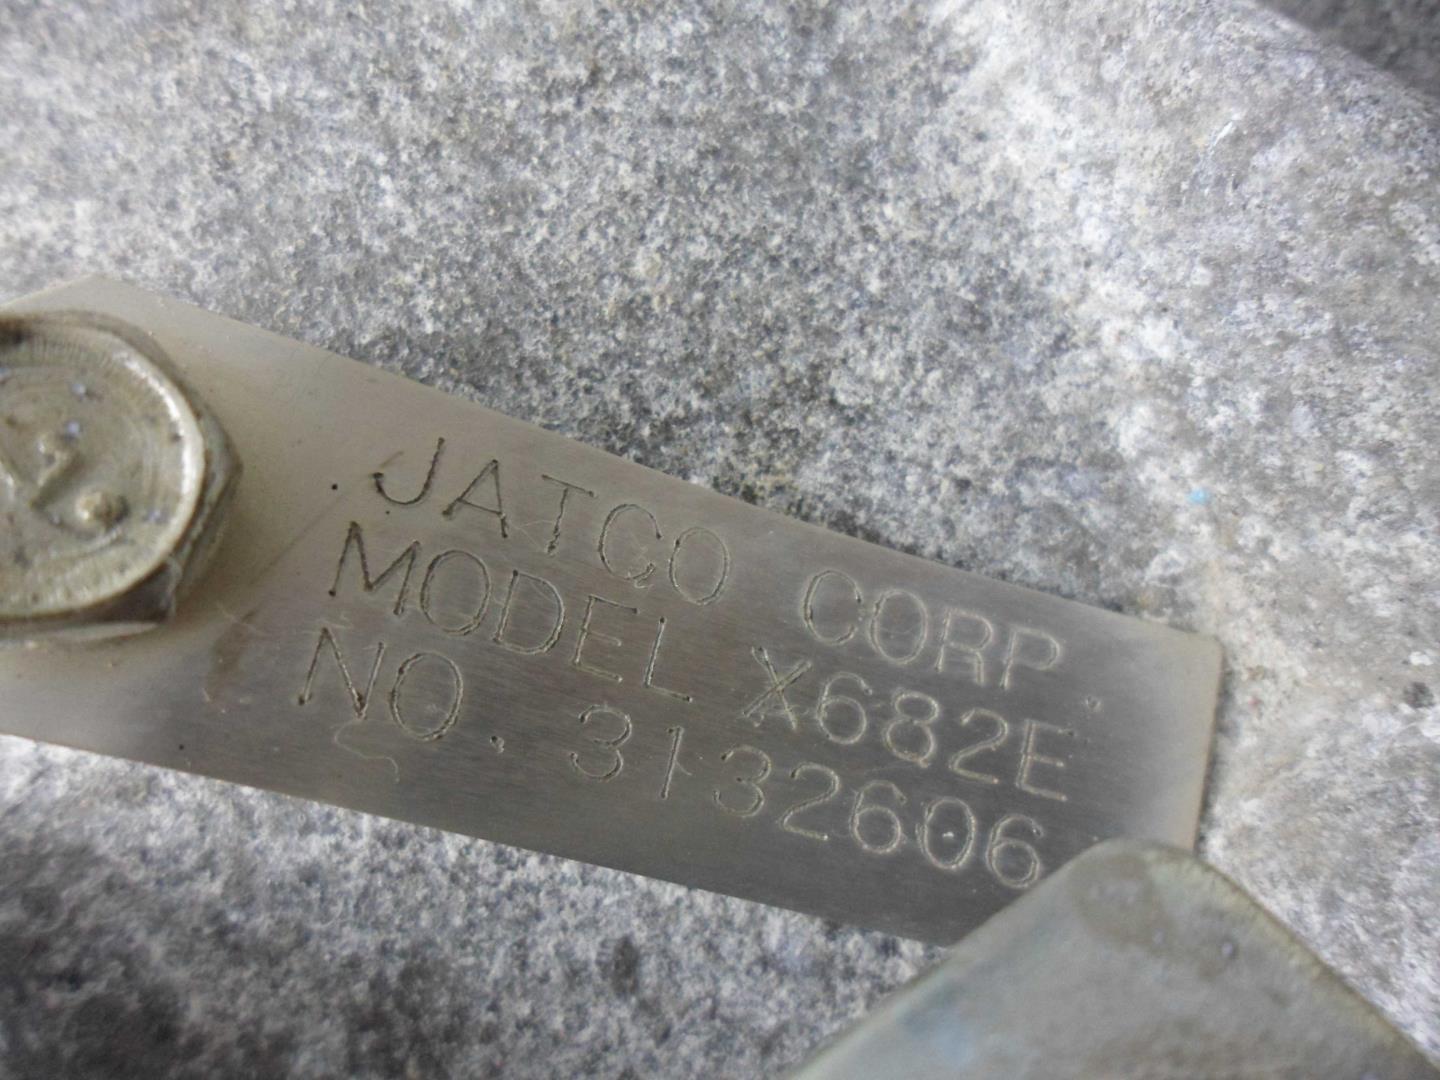 JATCO CORP.
MODEL X682E
NO. 3132606